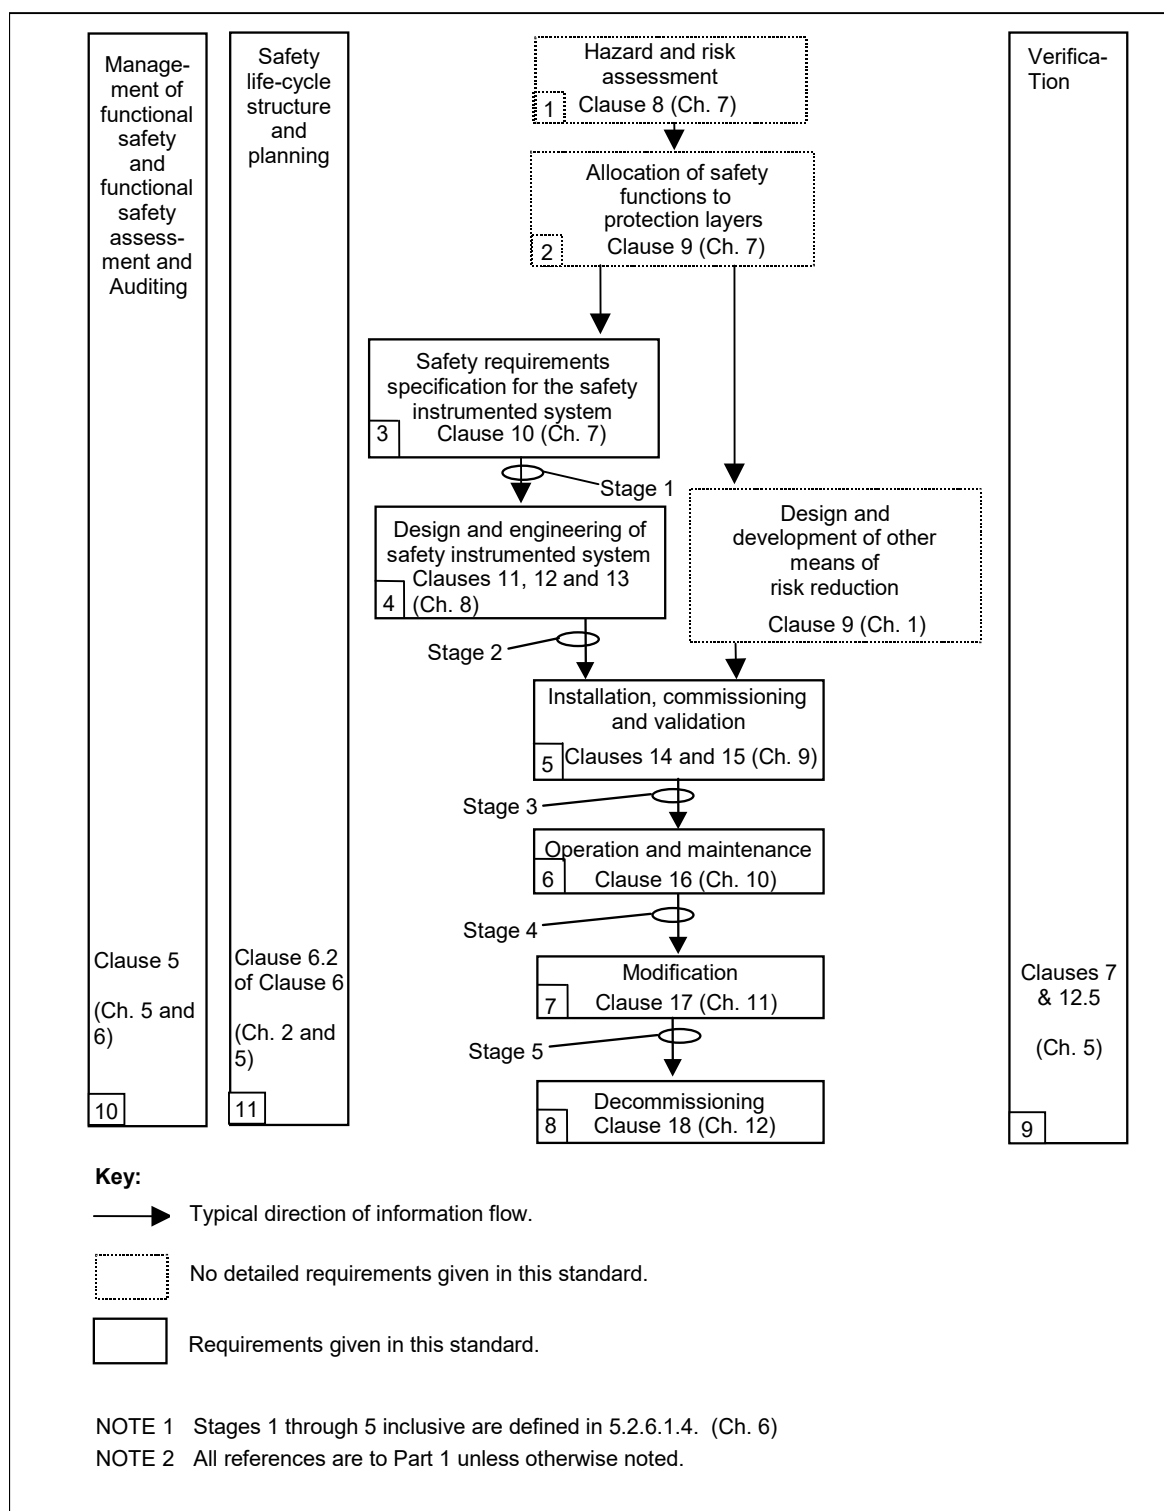 Manage-
ment of
functional
safety
and
functional
safety
assess-
ment and
Auditing
Clause 5
(Ch. 5 and
6)
10
Safety
life-cycle
structure
and
planning
Clause 6.2
of Clause 6
(Ch. 2 and
5)
11
Hazard and risk
assessment
Clause 8 (Ch. 7)
1
Allocation of safety
functions to
protection layers
Clause 9 (Ch. 7)
2
Safety requirements
specification for the safety
instrumented system
Clause 10 (Ch. 7)
3
Stage 1
Design and engineering of
safety instrumented system
Clauses 11, 12 and 13
(Ch. 8)
4
Stage 2
Design and
development of other
means of
risk reduction
Clause 9 (Ch. 1)
Installation, commissioning
and validation
Clauses 14 and 15 (Ch. 9)
5
Stage 3
Operation and maintenance
Clause 16 (Ch. 10)
6
Stage 4
Modification
Clause 17 (Ch. 11)
7
Stage 5
Decommissioning
Clause 18 (Ch. 12)
8
Verifica-
Tion
Clauses 7
& 12.5
(Ch. 5)
9
Key:
Typical direction of information flow.
No detailed requirements given in this standard.
Requirements given in this standard.
NOTE 1 Stages 1 through 5 inclusive are defined in 5.2.6.1.4. (Ch. 6)
NOTE 2 All references are to Part 1 unless otherwise noted.